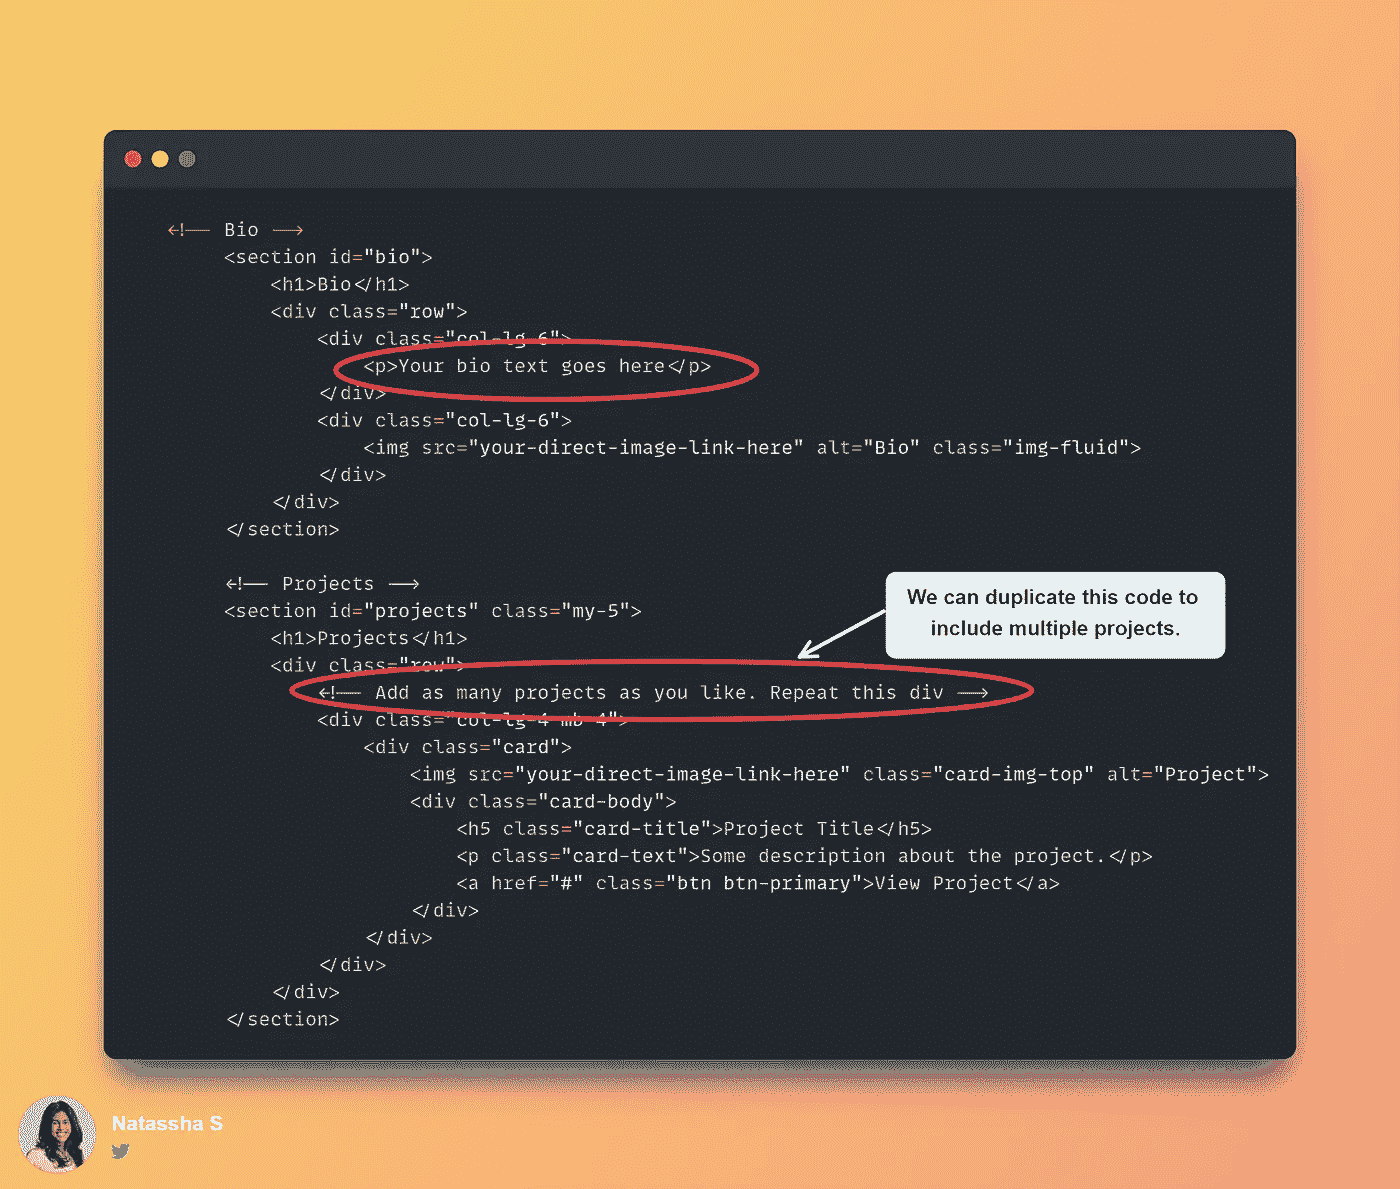 <!-- Bio -->
<section id="bio">
<h1>Bio</h1>
<div class="row">
<div class="col-lg-6">
<p>Your bio text goes here</p>
</div>
<div class="col-lg-6">
<img src="your-direct-image-link-here" alt="Bio" class="img-fluid">
</div>
</div>
</section>
<!-- Projects -->
<section id="projects" class="my-5">
<h1>Projects</h1>
<div class="row">
<!-- Add as many projects as you like. Repeat this div -->
<div class="col-lg-4 mb-4">
<div class="card">
<img src="your-direct-image-link-here" class="card-img-top" alt="Project">
<div class="card-body">
<h5 class="card-title">Project Title</h5>
<p class="card-text">Some description about the project.</p>
<a href="#" class="btn btn-primary">View Project</a>
</div>
</div>
</div>
</div>
</section>
We can duplicate this code to
include multiple projects.
Natassha S